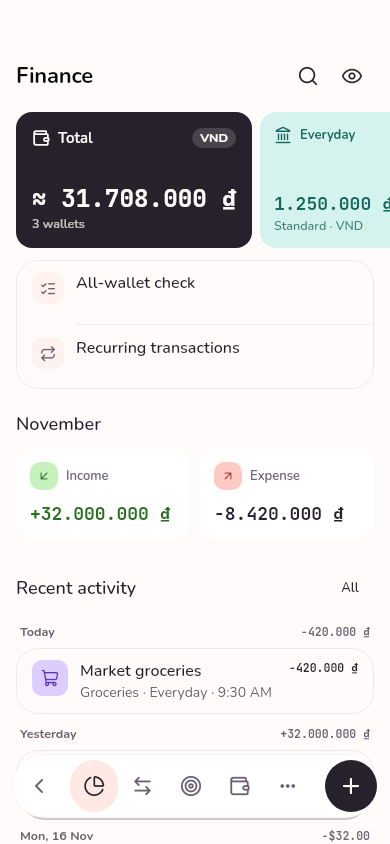 Finance
Total VND
≈ 31.708.000 ₫
3 wallets
Everyday
1.250.000
Standard · VND
All-wallet check
Recurring transactions
November
Income
+32.000.000 ₫
Expense
-8.420.000 ₫
Recent activity All
Today -420.000 ₫
Market groceries -420.000 ₫
Groceries · Everyday · 9:30 AM
Yesterday +32.000.000 ₫
Mon, 16 Nov -$32.00